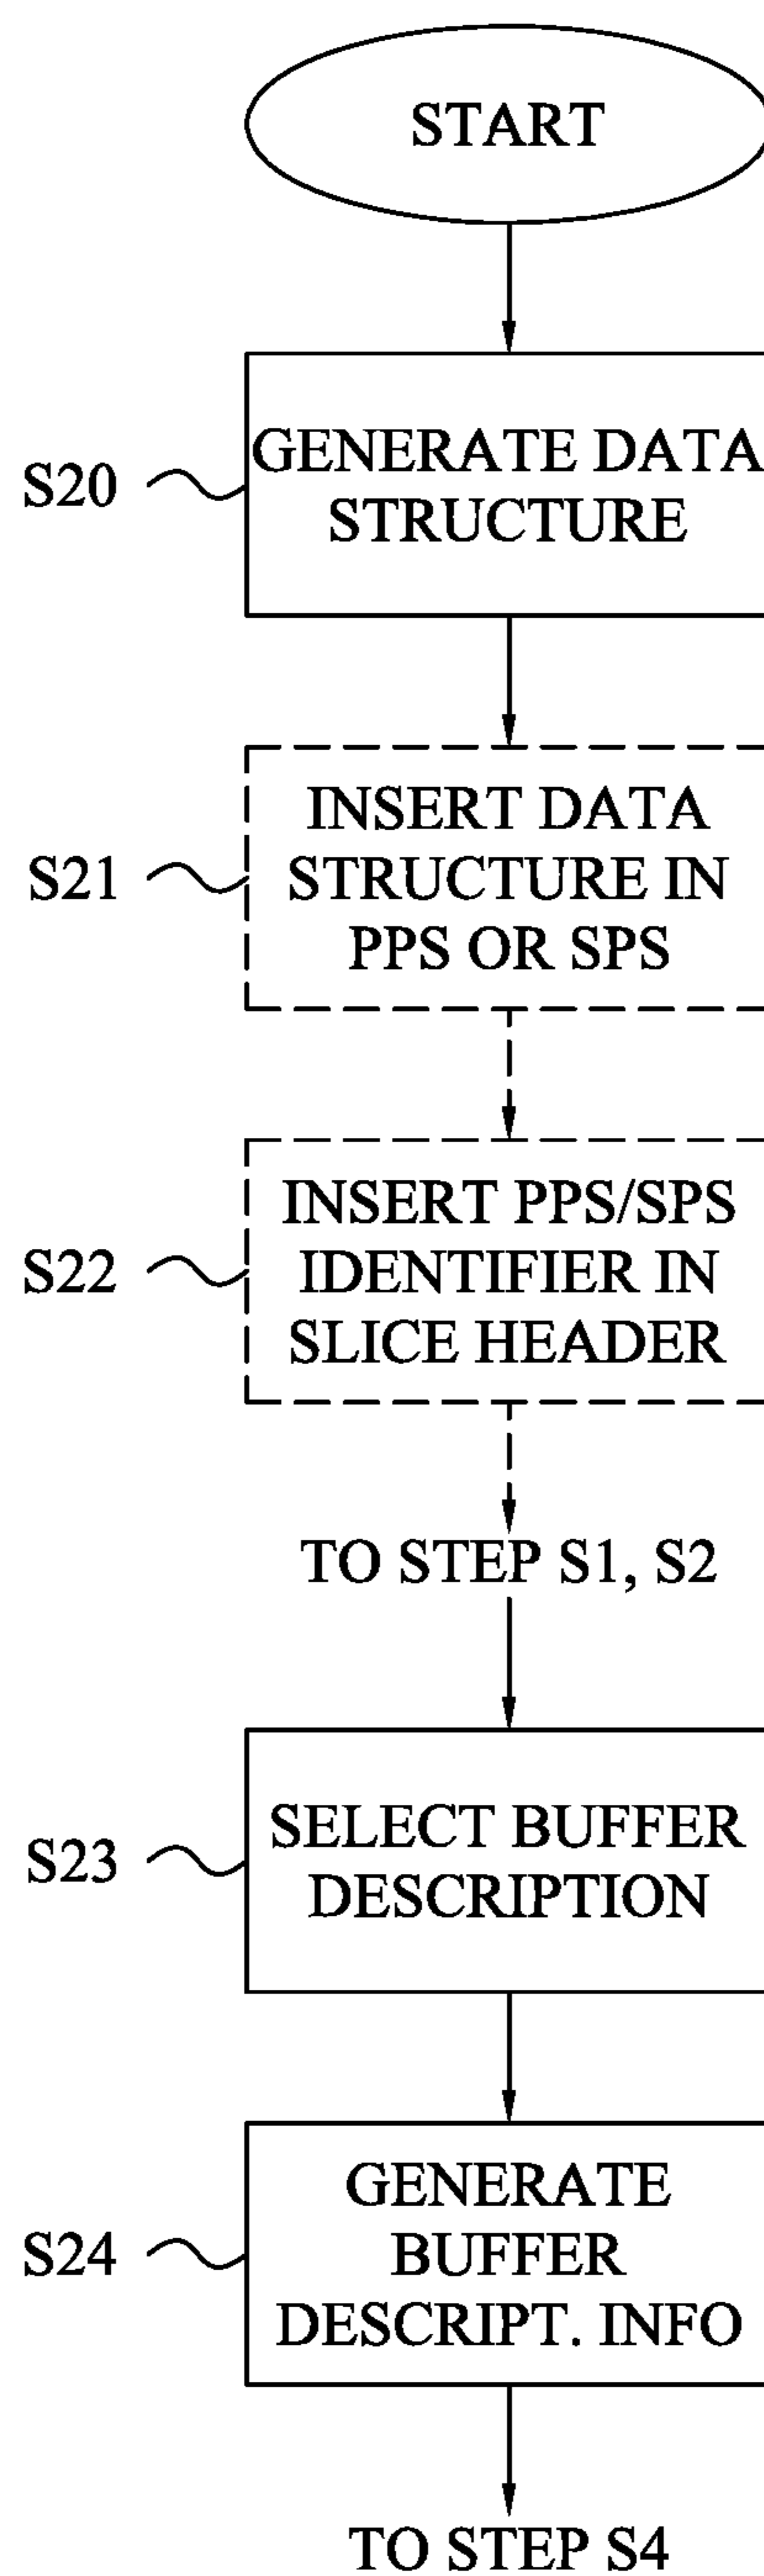 START
S20
GENERATE DATA
STRUCTURE
S21
INSERT DATA
STRUCTURE IN
PPS OR SPS
S22
INSERT PPS/SPS
IDENTIFIER IN
SLICE HEADER
TO STEP S1, S2
S23
SELECT BUFFER
DESCRIPTION
S24
GENERATE
BUFFER
DESCRIPT. INFO
TO STEP S4